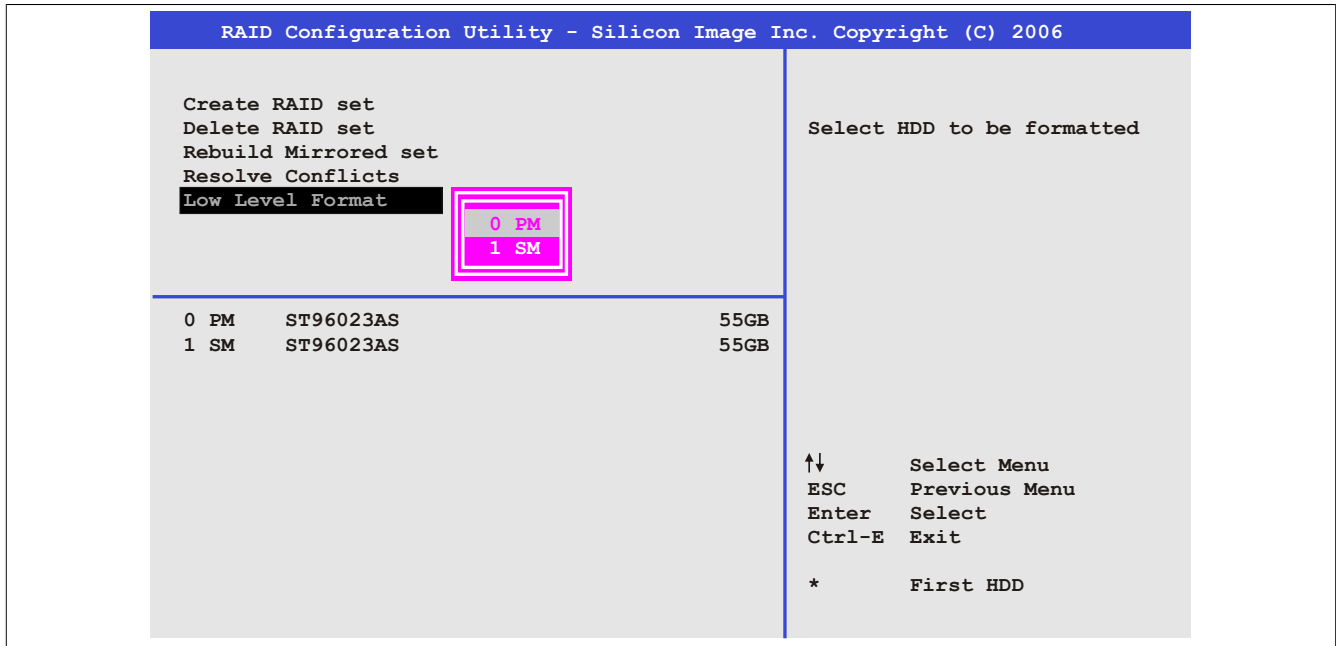 RAID Configuration Utility - Silicon Image Inc. Copyright (C) 2006
Create RAID set
Delete RAID set
Rebuild Mirrored set
Resolve Conflicts
Low Level Format
0 PM
1 SM
Select HDD to be formatted
0 PM ST96023AS 55GB
1 SM ST96023AS 55GB
↑↓ Select Menu
ESC Previous Menu
Enter Select
Ctrl-E Exit
* First HDD